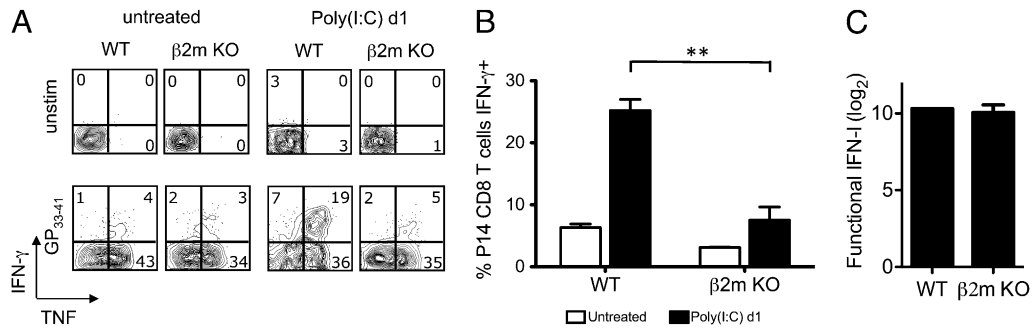 A
untreated
Poly(I:C) d1
WT
β2m KO
WT
β2m KO
unstim
0 0
0
0 0
0
3 0
3
0 0
1
GP33-41
1 4
43
2 3
34
7 19
36
2 5
35
IFN-γ
TNF
B
% P14 CD8 T cells IFN-γ+
30
20
10
0
**
WT
β2m KO
Untreated
Poly(I:C) d1
C
Functional IFN-I (log2)
10
5
0
WT
β2m KO